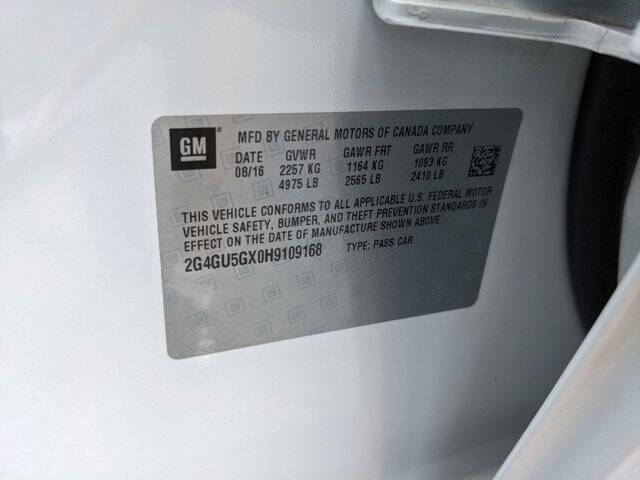 GM
MFD BY GENERAL MOTORS OF CANADA COMPANY
DATE GVWR GAWR FRT GAWR RR
08/16 2257 KG 1164 KG 1093 KG
4975 LB 2565 LB 2410 LB
THIS VEHICLE CONFORMS TO ALL APPLICABLE U.S. FEDERAL MOTOR
VEHICLE SAFETY, BUMPER, AND THEFT PREVENTION STANDARDS IN
EFFECT ON THE DATE OF MANUFACTURE SHOWN ABOVE.
2G4GU5GX0H9109168 TYPE: PASS CAR